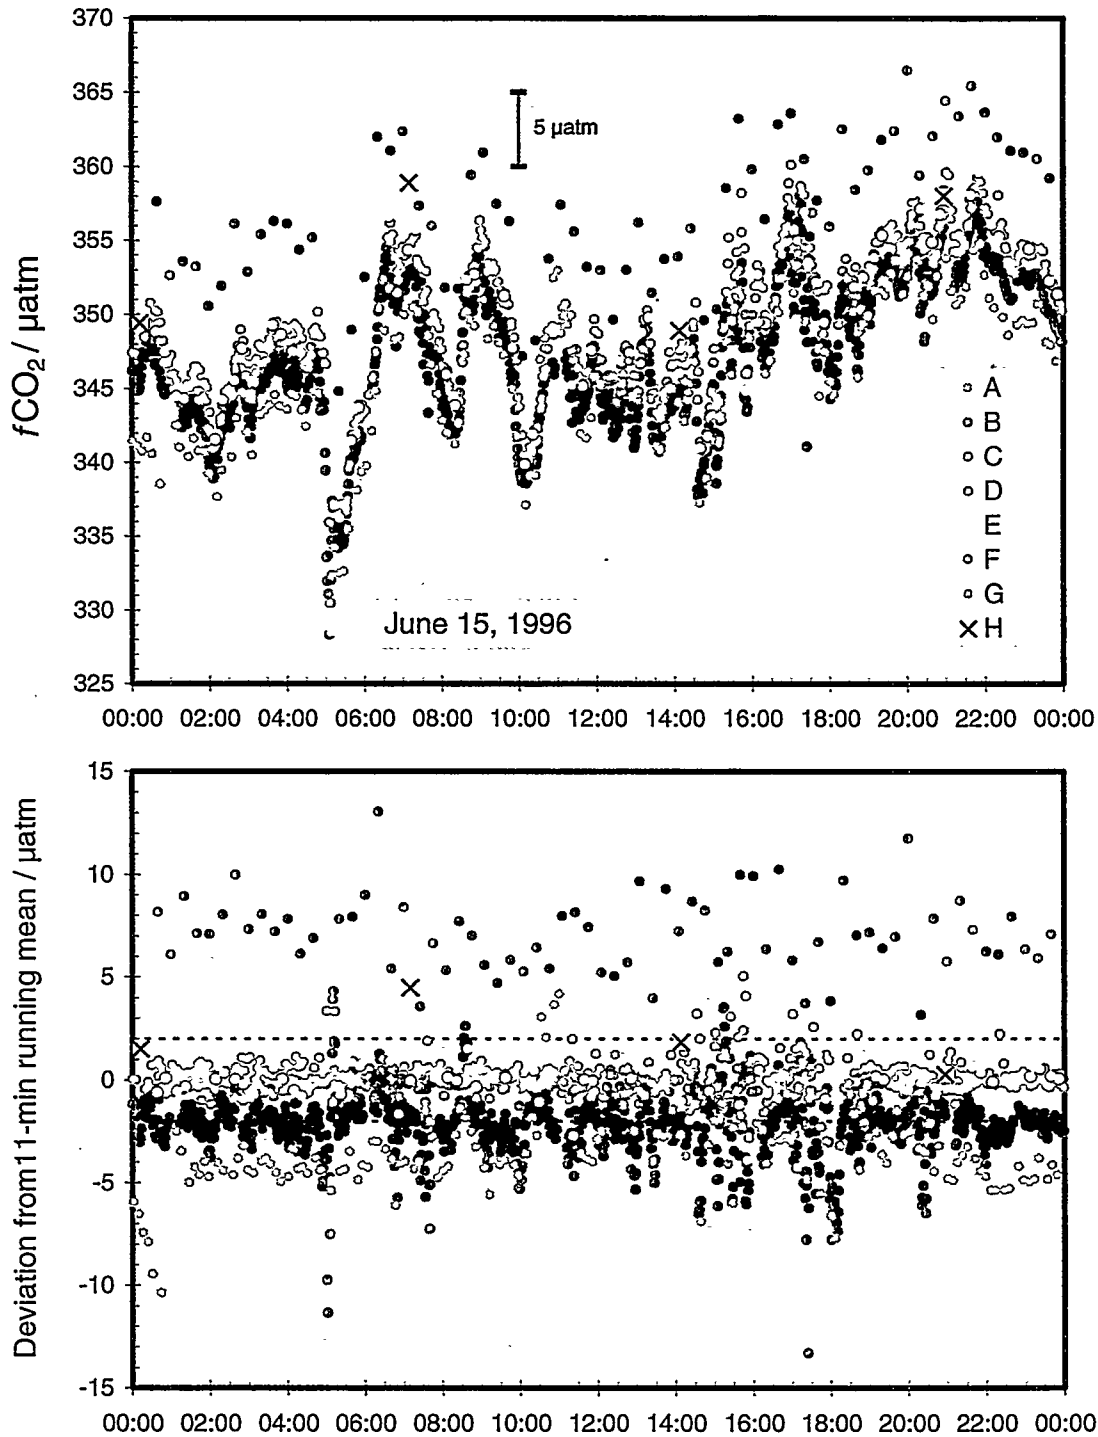 370
365
360
355
350
345
340
335
330
325
fCO2 / µatm
5 µatm
A
B
C
D
E
F
G
H
June 15, 1996
00:00 02:00 04:00 06:00 08:00 10:00 12:00 14:00 16:00 18:00 20:00 22:00 00:00
15
10
5
0
-5
-10
-15
Deviation from11-min running mean / µatm
00:00 02:00 04:00 06:00 08:00 10:00 12:00 14:00 16:00 18:00 20:00 22:00 00:00